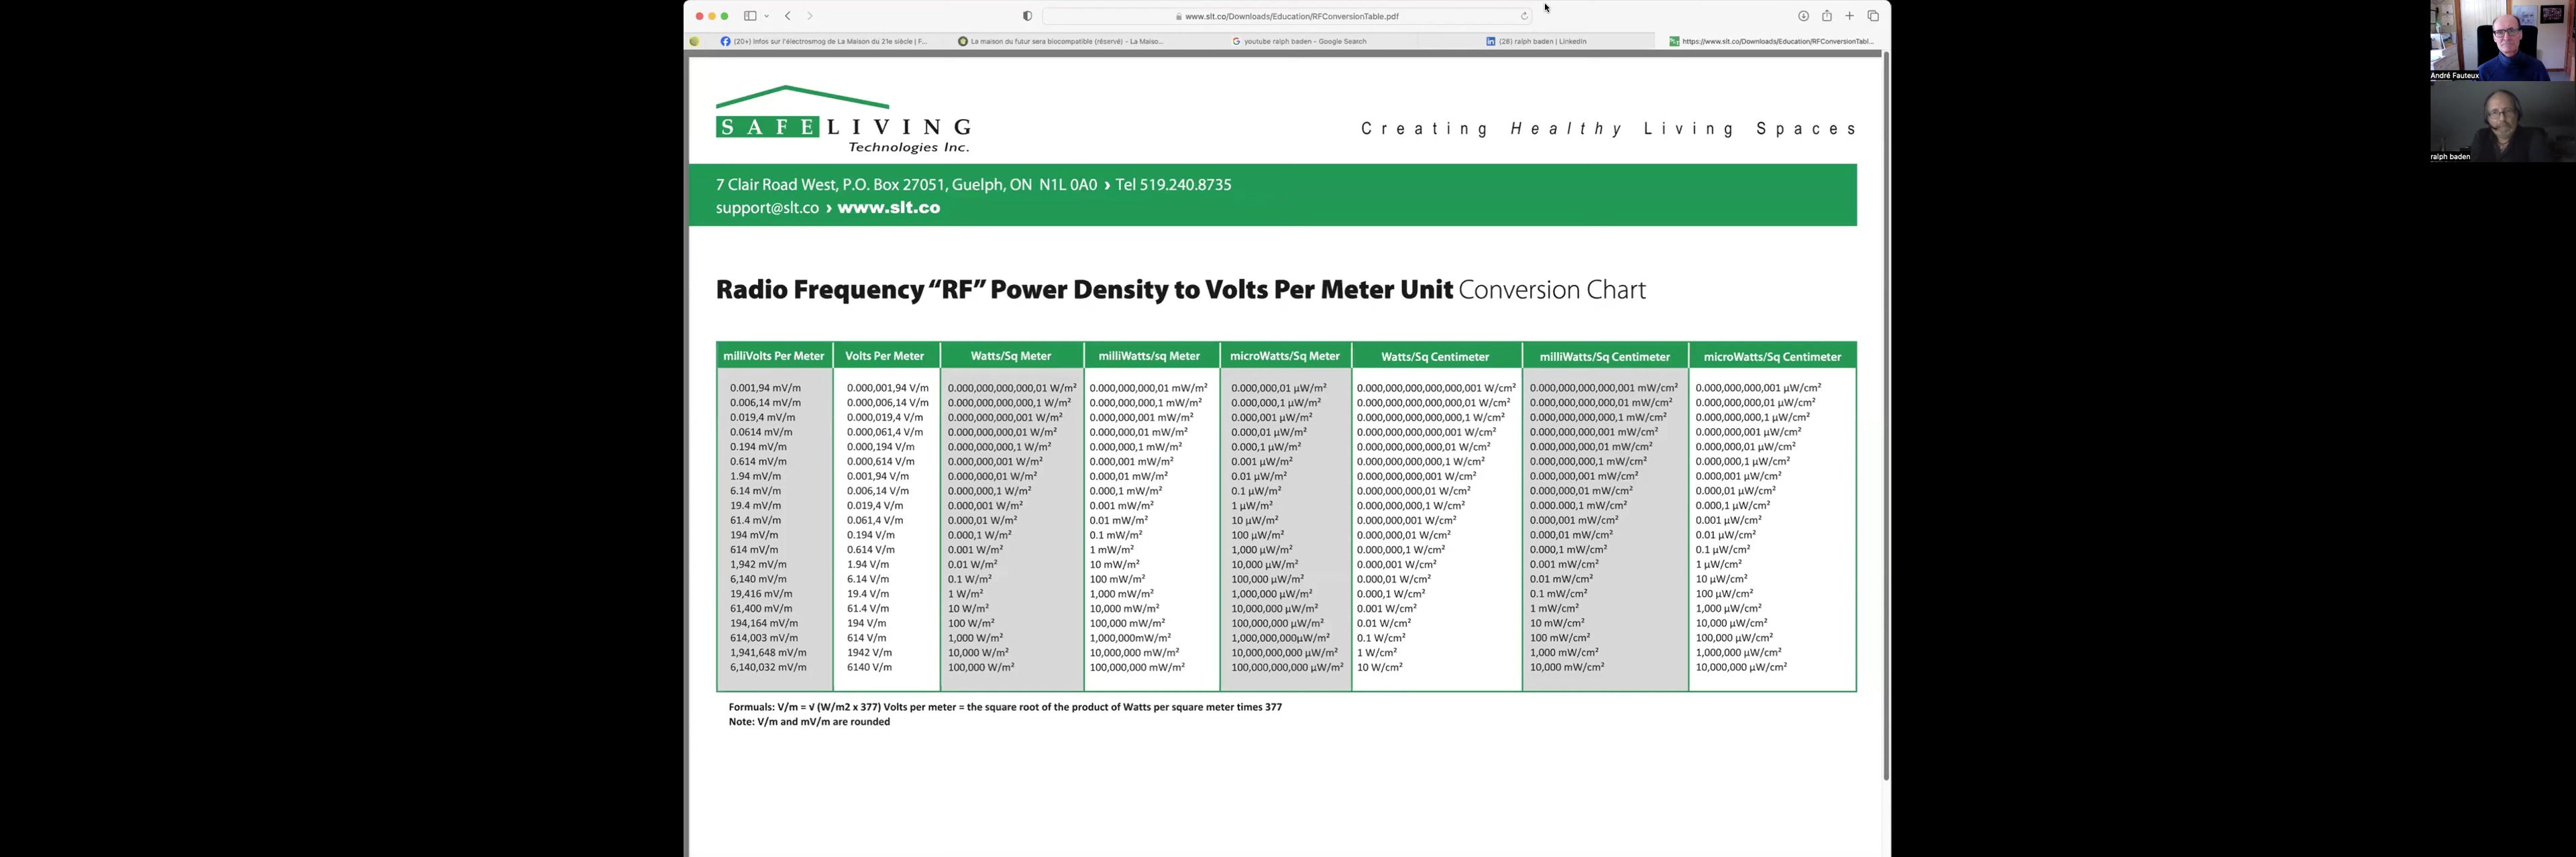 www.slt.co/Downloads/Education/RFConversionTable.pdf
(20+) Infos sur l'électrosmog de La Maison du 21e siècle | F...
La maison du futur sera biocompatible (réservé) - La Maiso...
youtube ralph baden - Google Search
(28) ralph baden | LinkedIn
https://www.slt.co/Downloads/Education/RFConversionTabl...
André Fauteux
ralph baden
SAFELIVING
Technologies Inc.
Creating Healthy Living Spaces
7 Clair Road West, P.O. Box 27051, Guelph, ON N1L 0A0 › Tel 519.240.8735
support@slt.co › www.slt.co
Radio Frequency “RF” Power Density to Volts Per Meter Unit Conversion Chart
milliVolts Per Meter Volts Per Meter Watts/Sq Meter milliWatts/sq Meter microWatts/Sq Meter Watts/Sq Centimeter milliWatts/Sq Centimeter microWatts/Sq Centimeter
0.001,94 mV/m 0.000,001,94 V/m 0.000,000,000,000,01 W/m² 0.000,000,000,01 mW/m² 0.000,000,01 µW/m² 0.000,000,000,000,000,001 W/cm² 0.000,000,000,000,001 mW/cm² 0.000,000,000,001 µW/cm²
0.006,14 mV/m 0.000,006,14 V/m 0.000,000,000,000,1 W/m² 0.000,000,000,1 mW/m² 0.000,000,1 µW/m² 0.000,000,000,000,000,01 W/cm² 0.000,000,000,000,01 mW/cm² 0.000,000,000,01 µW/cm²
0.019,4 mV/m 0.000,019,4 V/m 0.000,000,000,001 W/m² 0.000,000,001 mW/m² 0.000,001 µW/m² 0.000,000,000,000,000,1 W/cm² 0.000,000,000,000,1 mW/cm² 0.000,000,000,1 µW/cm²
0.0614 mV/m 0.000,061,4 V/m 0.000,000,000,01 W/m² 0.000,000,01 mW/m² 0.000,01 µW/m² 0.000,000,000,000,001 W/cm² 0.000,000,000,001 mW/cm² 0.000,000,001 µW/cm²
0.194 mV/m 0.000,194 V/m 0.000,000,000,1 W/m² 0.000,000,1 mW/m² 0.000,1 µW/m² 0.000,000,000,000,01 W/cm² 0.000,000,000,01 mW/cm² 0.000,000,01 µW/cm²
0.614 mV/m 0.000,614 V/m 0.000,000,001 W/m² 0.000,001 mW/m² 0.001 µW/m² 0.000,000,000,000,1 W/cm² 0.000,000,000,1 mW/cm² 0.000,000,1 µW/cm²
1.94 mV/m 0.001,94 V/m 0.000,000,01 W/m² 0.000,01 mW/m² 0.01 µW/m² 0.000,000,000,001 W/cm² 0.000,000,001 mW/cm² 0.000,001 µW/cm²
6.14 mV/m 0.006,14 V/m 0.000,000,1 W/m² 0.000,1 mW/m² 0.1 µW/m² 0.000,000,000,01 W/cm² 0.000,000,01 mW/cm² 0.000,01 µW/cm²
19.4 mV/m 0.019,4 V/m 0.000,001 W/m² 0.001 mW/m² 1 µW/m² 0.000,000,000,1 W/cm² 0.000.000,1 mW/cm² 0.000,1 µW/cm²
61.4 mV/m 0.061,4 V/m 0.000,01 W/m² 0.01 mW/m² 10 µW/m² 0.000,000,001 W/cm² 0.000,001 mW/cm² 0.001 µW/cm²
194 mV/m 0.194 V/m 0.000,1 W/m² 0.1 mW/m² 100 µW/m² 0.000,000,01 W/cm² 0.000,01 mW/cm² 0.01 µW/cm²
614 mV/m 0.614 V/m 0.001 W/m² 1 mW/m² 1,000 µW/m² 0.000,000,1 W/cm² 0.000,1 mW/cm² 0.1 µW/cm²
1,942 mV/m 1.94 V/m 0.01 W/m² 10 mW/m² 10,000 µW/m² 0.000,001 W/cm² 0.001 mW/cm² 1 µW/cm²
6,140 mV/m 6.14 V/m 0.1 W/m² 100 mW/m² 100,000 µW/m² 0.000,01 W/cm² 0.01 mW/cm² 10 µW/cm²
19,416 mV/m 19.4 V/m 1 W/m² 1,000 mW/m² 1,000,000 µW/m² 0.000,1 W/cm² 0.1 mW/cm² 100 µW/cm²
61,400 mV/m 61.4 V/m 10 W/m² 10,000 mW/m² 10,000,000 µW/m² 0.001 W/cm² 1 mW/cm² 1,000 µW/cm²
194,164 mV/m 194 V/m 100 W/m² 100,000 mW/m² 100,000,000 µW/m² 0.01 W/cm² 10 mW/cm² 10,000 µW/cm²
614,003 mV/m 614 V/m 1,000 W/m² 1,000,000mW/m² 1,000,000,000µW/m² 0.1 W/cm² 100 mW/cm² 100,000 µW/cm²
1,941,648 mV/m 1942 V/m 10,000 W/m² 10,000,000 mW/m² 10,000,000,000 µW/m² 1 W/cm² 1,000 mW/cm² 1,000,000 µW/cm²
6,140,032 mV/m 6140 V/m 100,000 W/m² 100,000,000 mW/m² 100,000,000,000 µW/m² 10 W/cm² 10,000 mW/cm² 10,000,000 µW/cm²
Formuals: V/m = √ (W/m2 x 377) Volts per meter = the square root of the product of Watts per square meter times 377
Note: V/m and mV/m are rounded